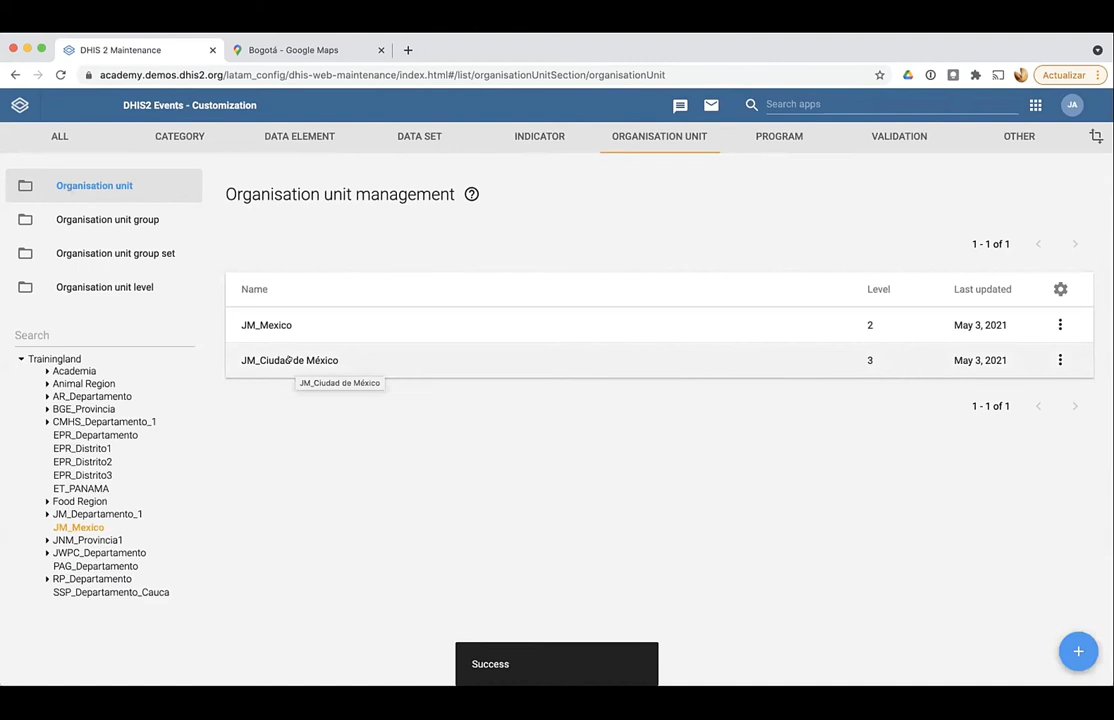 DHIS 2 Maintenance
Bogotá - Google Maps
academy.demos.dhis2.org/latam_config/dhis-web-maintenance/index.html#/list/organisationUnitSection/organisationUnit
Actualizar
DHIS2 Events - Customization
Search apps
JA
ALL
CATEGORY
DATA ELEMENT
DATA SET
INDICATOR
ORGANISATION UNIT
PROGRAM
VALIDATION
OTHER
Organisation unit
Organisation unit group
Organisation unit group set
Organisation unit level
Search
Trainingland
Academia
Animal Region
AR_Departamento
BGE_Provincia
CMHS_Departamento_1
EPR_Departamento
EPR_Distrito1
EPR_Distrito2
EPR_Distrito3
ET_PANAMA
Food Region
JM_Departamento_1
JM_Mexico
JNM_Provincia1
JWPC_Departamento
PAG_Departamento
RP_Departamento
SSP_Departamento_Cauca
Organisation unit management
1 - 1 of 1
Name Level Last updated
JM_Mexico 2 May 3, 2021
JM_Ciudad de México 3 May 3, 2021
JM_Ciudad de México
1 - 1 of 1
Success